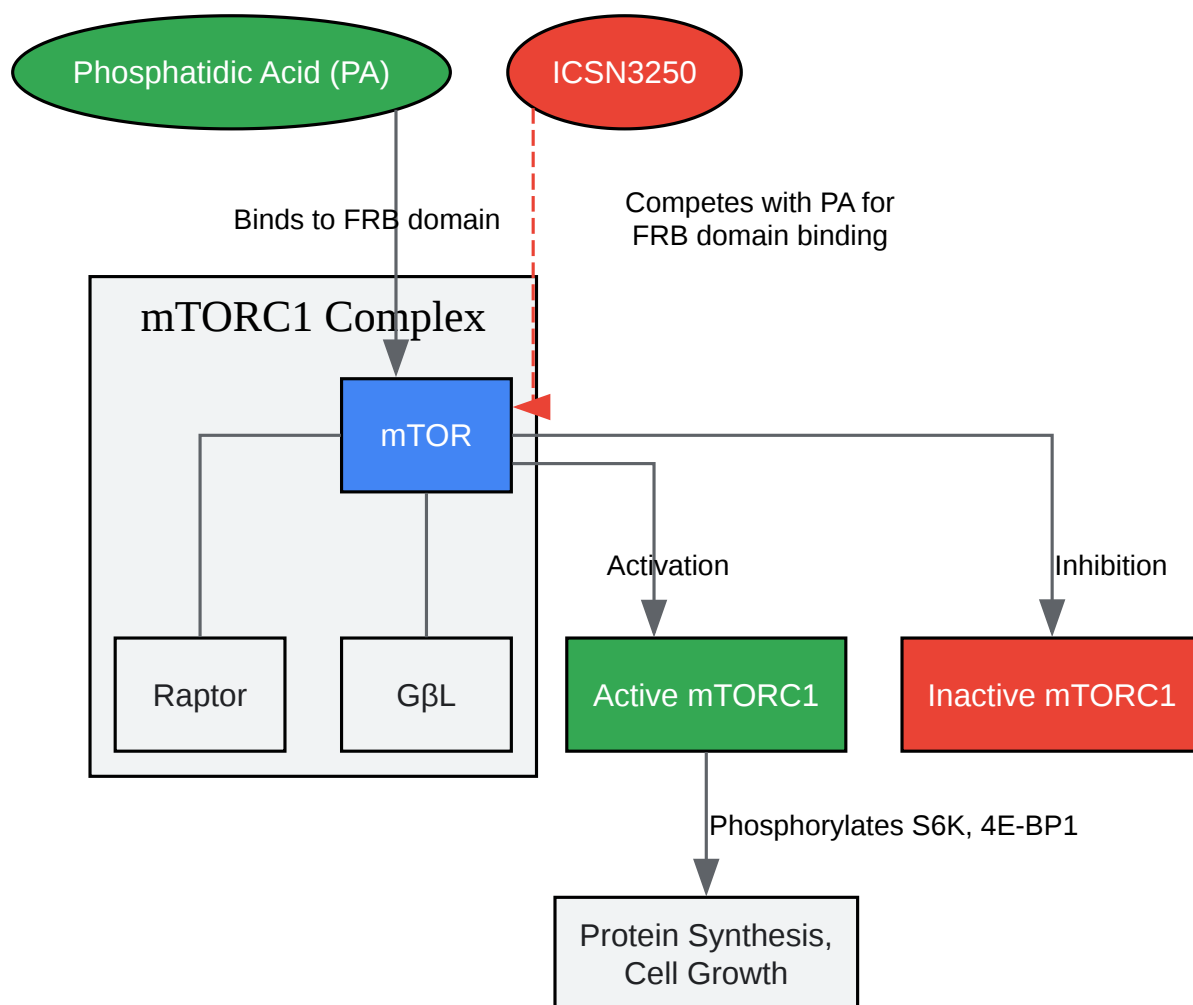 Phosphatidic Acid (PA)
ICSN3250
Binds to FRB domain
Competes with PA for
FRB domain binding
mTORC1 Complex
mTOR
Activation
Inhibition
Raptor
GβL
Active mTORC1
Inactive mTORC1
Phosphorylates S6K, 4E-BP1
Protein Synthesis,
Cell Growth